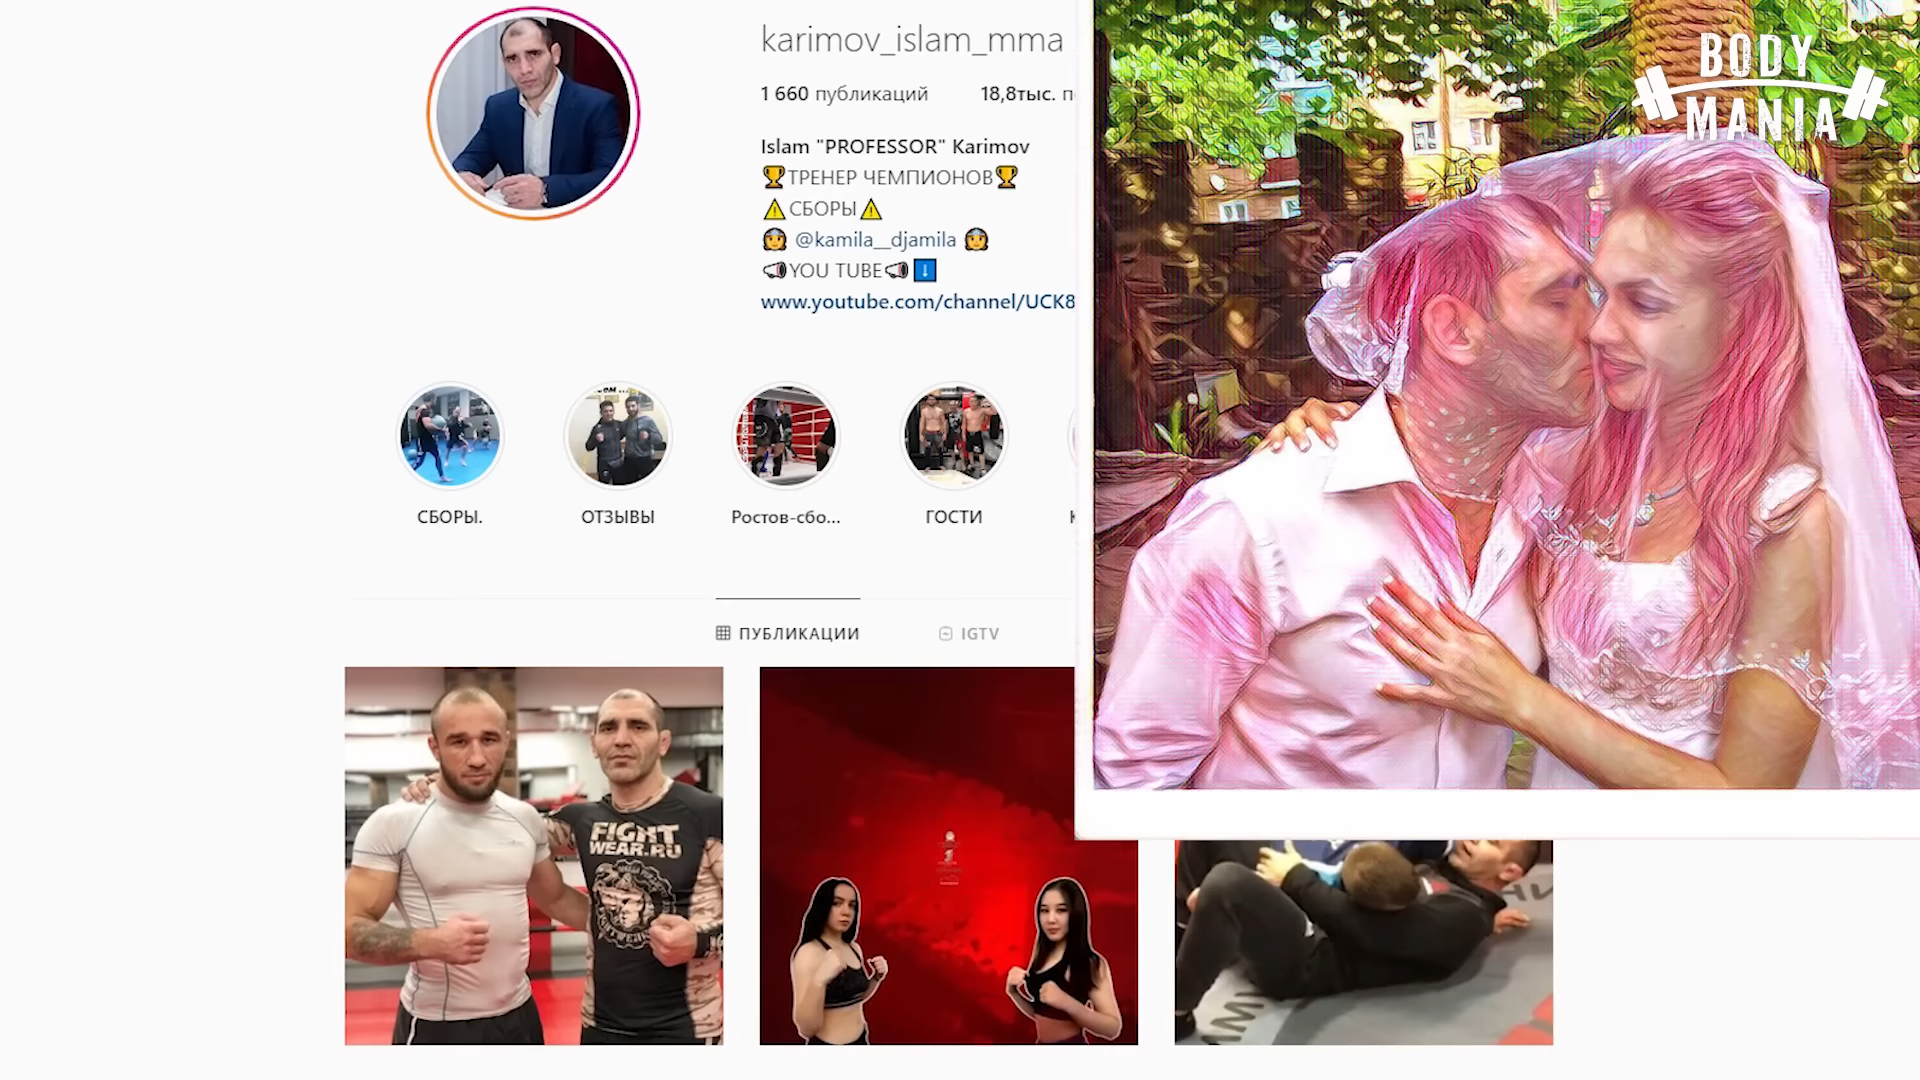 karimov_islam_mma
1 660 публикаций 18,8тыс. п
Islam "PROFESSOR" Karimov
🏆ТРЕНЕР ЧЕМПИОНОВ🏆
⚠СБОРЫ⚠
@kamila__djamila
YOU TUBE
www.youtube.com/channel/UCK8
СБОРЫ.
ОТЗЫВЫ
Ростов-сбо...
ГОСТИ
ПУБЛИКАЦИИ
IGTV
BODY
MANIA
FIGHT
WEAR.RU